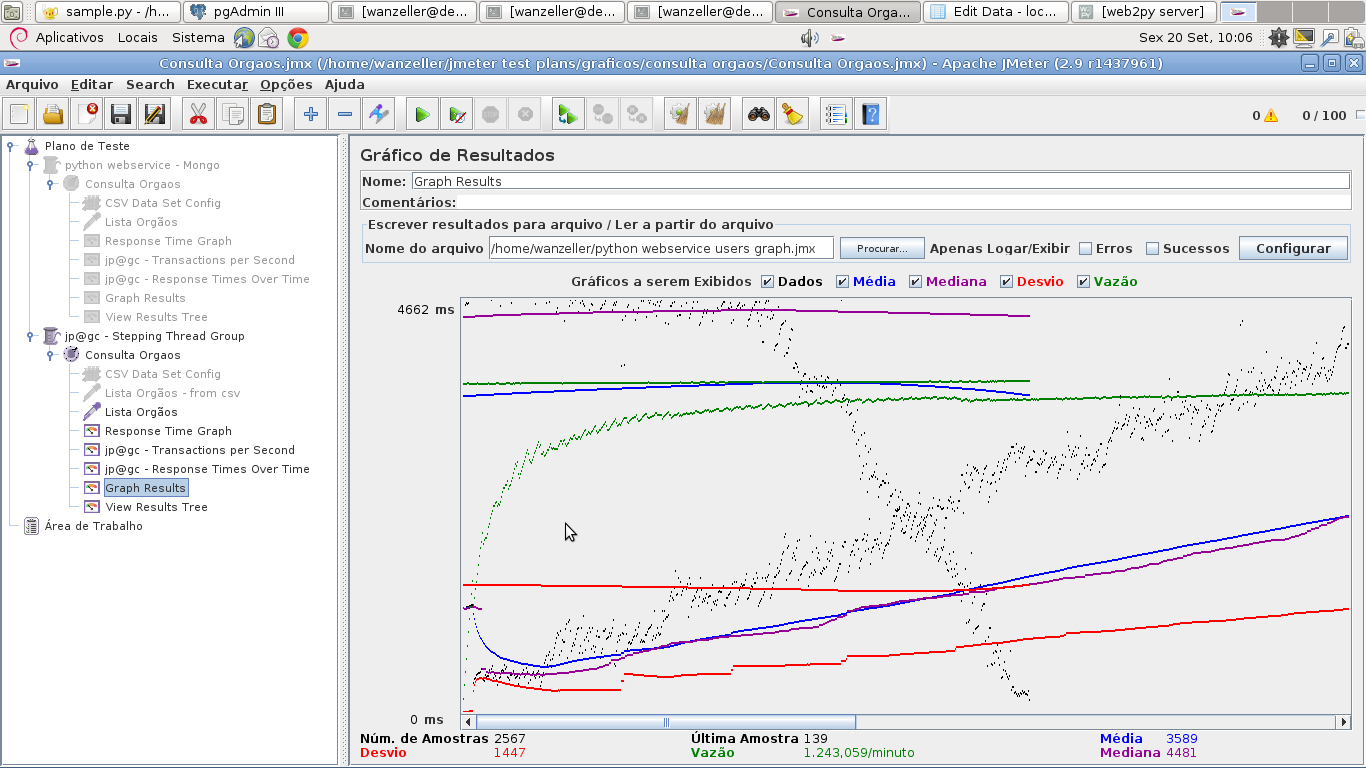 sample.py - /h... pgAdmin III [wanzeller@de... [wanzeller@de... [wanzeller@de... Consulta Orga... Edit Data - loc... [web2py server]
Aplicativos Locais Sistema Sex 20 Set, 10:06
Consulta Orgaos.jmx (/home/wanzeller/jmeter test plans/graficos/consulta orgaos/Consulta Orgaos.jmx) - Apache JMeter (2.9 r1437961)
Arquivo Editar Search Executar Opções Ajuda
0 0 / 100
Plano de Teste
python webservice - Mongo
Consulta Orgaos
CSV Data Set Config
Lista Orgãos
Response Time Graph
jp@gc - Transactions per Second
jp@gc - Response Times Over Time
Graph Results
View Results Tree
jp@gc - Stepping Thread Group
Consulta Orgaos
CSV Data Set Config
Lista Orgãos - from csv
Lista Orgãos
Response Time Graph
jp@gc - Transactions per Second
jp@gc - Response Times Over Time
Graph Results
View Results Tree
Área de Trabalho
Gráfico de Resultados
Nome: Graph Results
Comentários:
Escrever resultados para arquivo / Ler a partir do arquivo
Nome do arquivo /home/wanzeller/python webservice users graph.jmx Procurar... Apenas Logar/Exibir Erros Sucessos Configurar
Gráficos a serem Exibidos Dados Média Mediana Desvio Vazão
4662 ms
0 ms
Núm. de Amostras 2567 Última Amostra 139 Média 3589
Desvio 1447 Vazão 1.243,059/minuto Mediana 4481